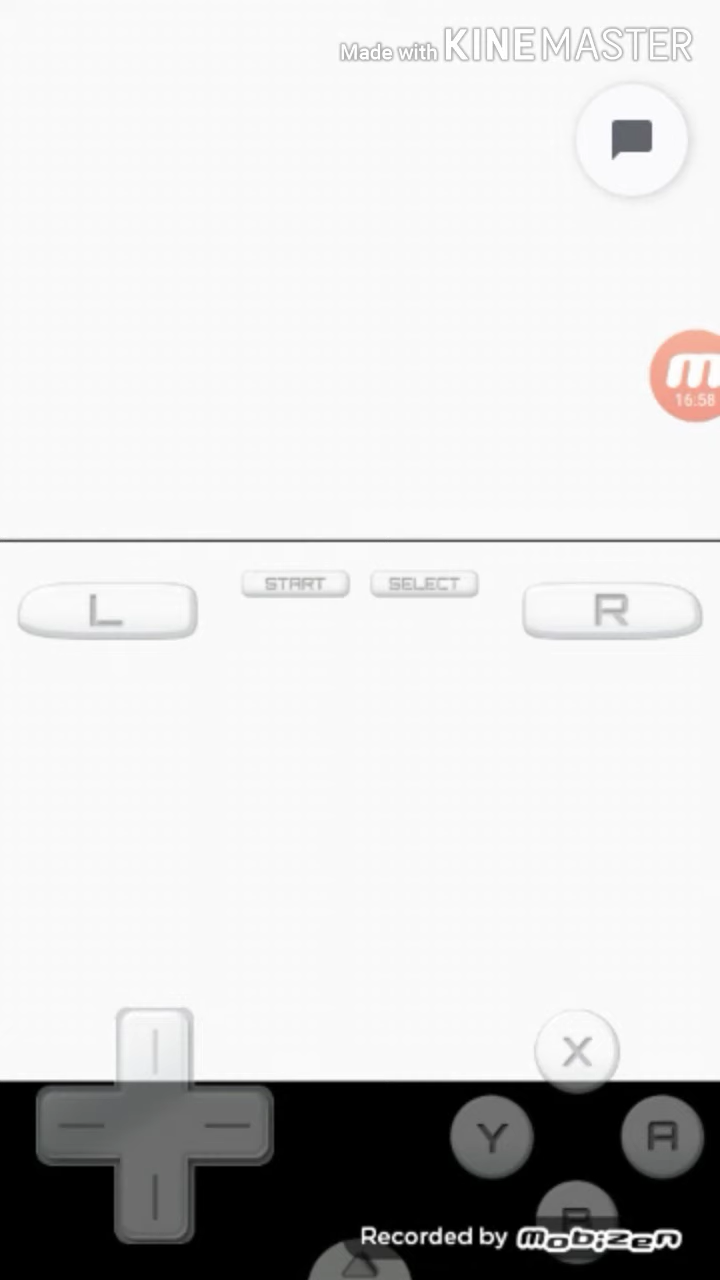 Made with KINEMASTER
m
16:58
START SELECT
L R
X
Y A
B
Recorded by mobizen